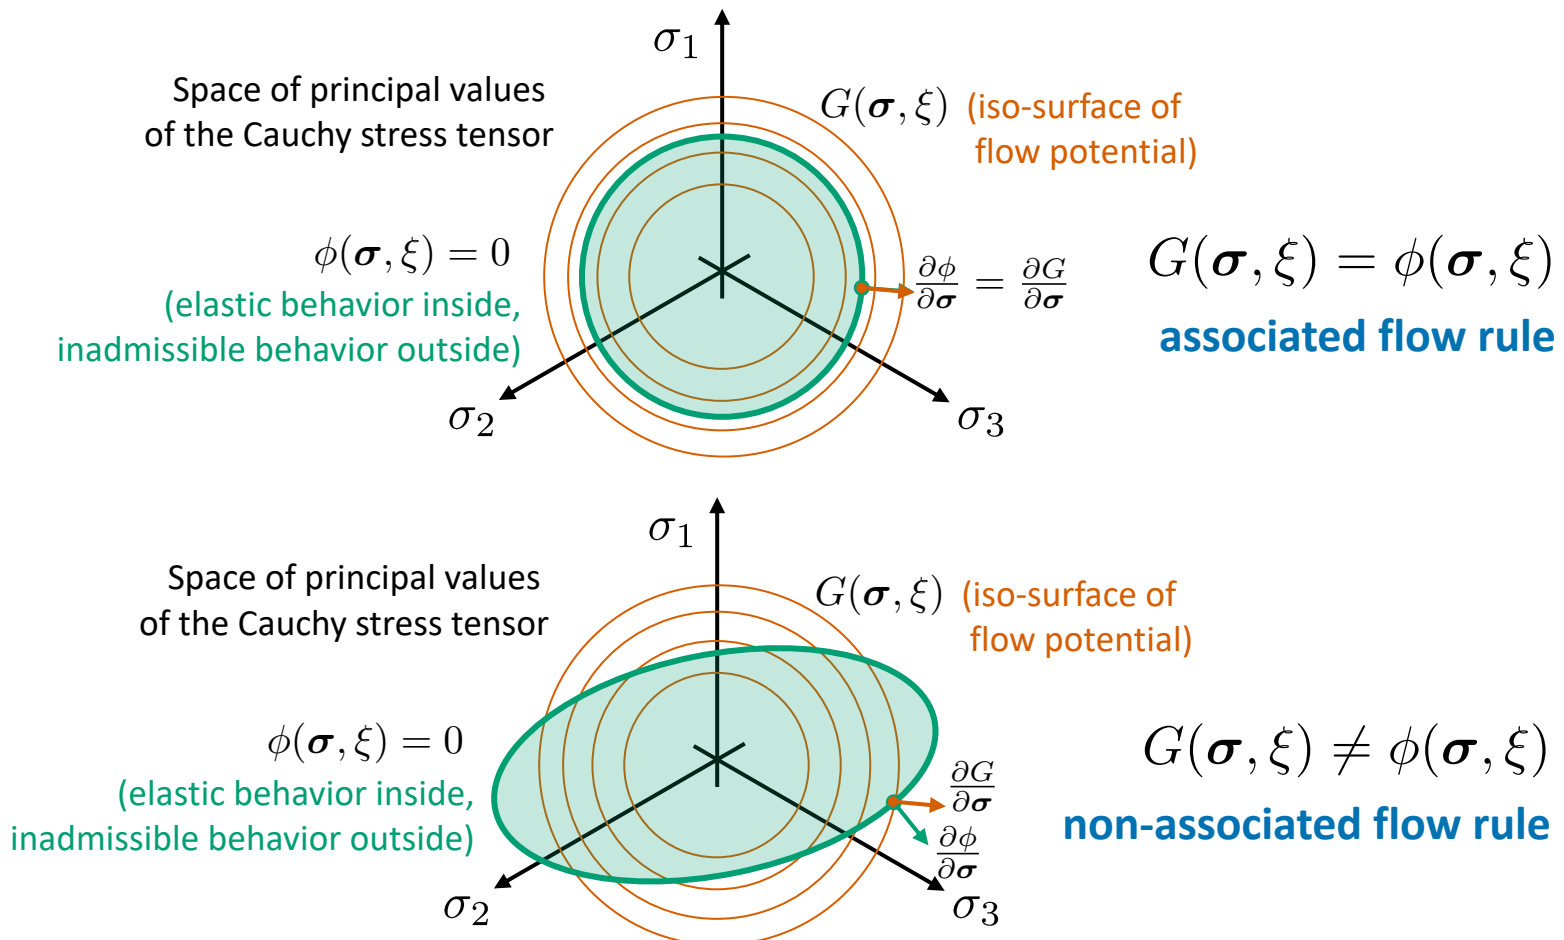 σ₁
Space of principal values
of the Cauchy stress tensor
G(σ, ξ) (iso-surface of
flow potential)
ϕ(σ, ξ) = 0
(elastic behavior inside,
inadmissible behavior outside)
∂ϕ/∂σ = ∂G/∂σ
G(σ, ξ) = ϕ(σ, ξ)
associated flow rule
σ₂
σ₃
σ₁
Space of principal values
of the Cauchy stress tensor
G(σ, ξ) (iso-surface of
flow potential)
ϕ(σ, ξ) = 0
(elastic behavior inside,
inadmissible behavior outside)
∂G/∂σ
∂ϕ/∂σ
G(σ, ξ) ≠ ϕ(σ, ξ)
non-associated flow rule
σ₂
σ₃